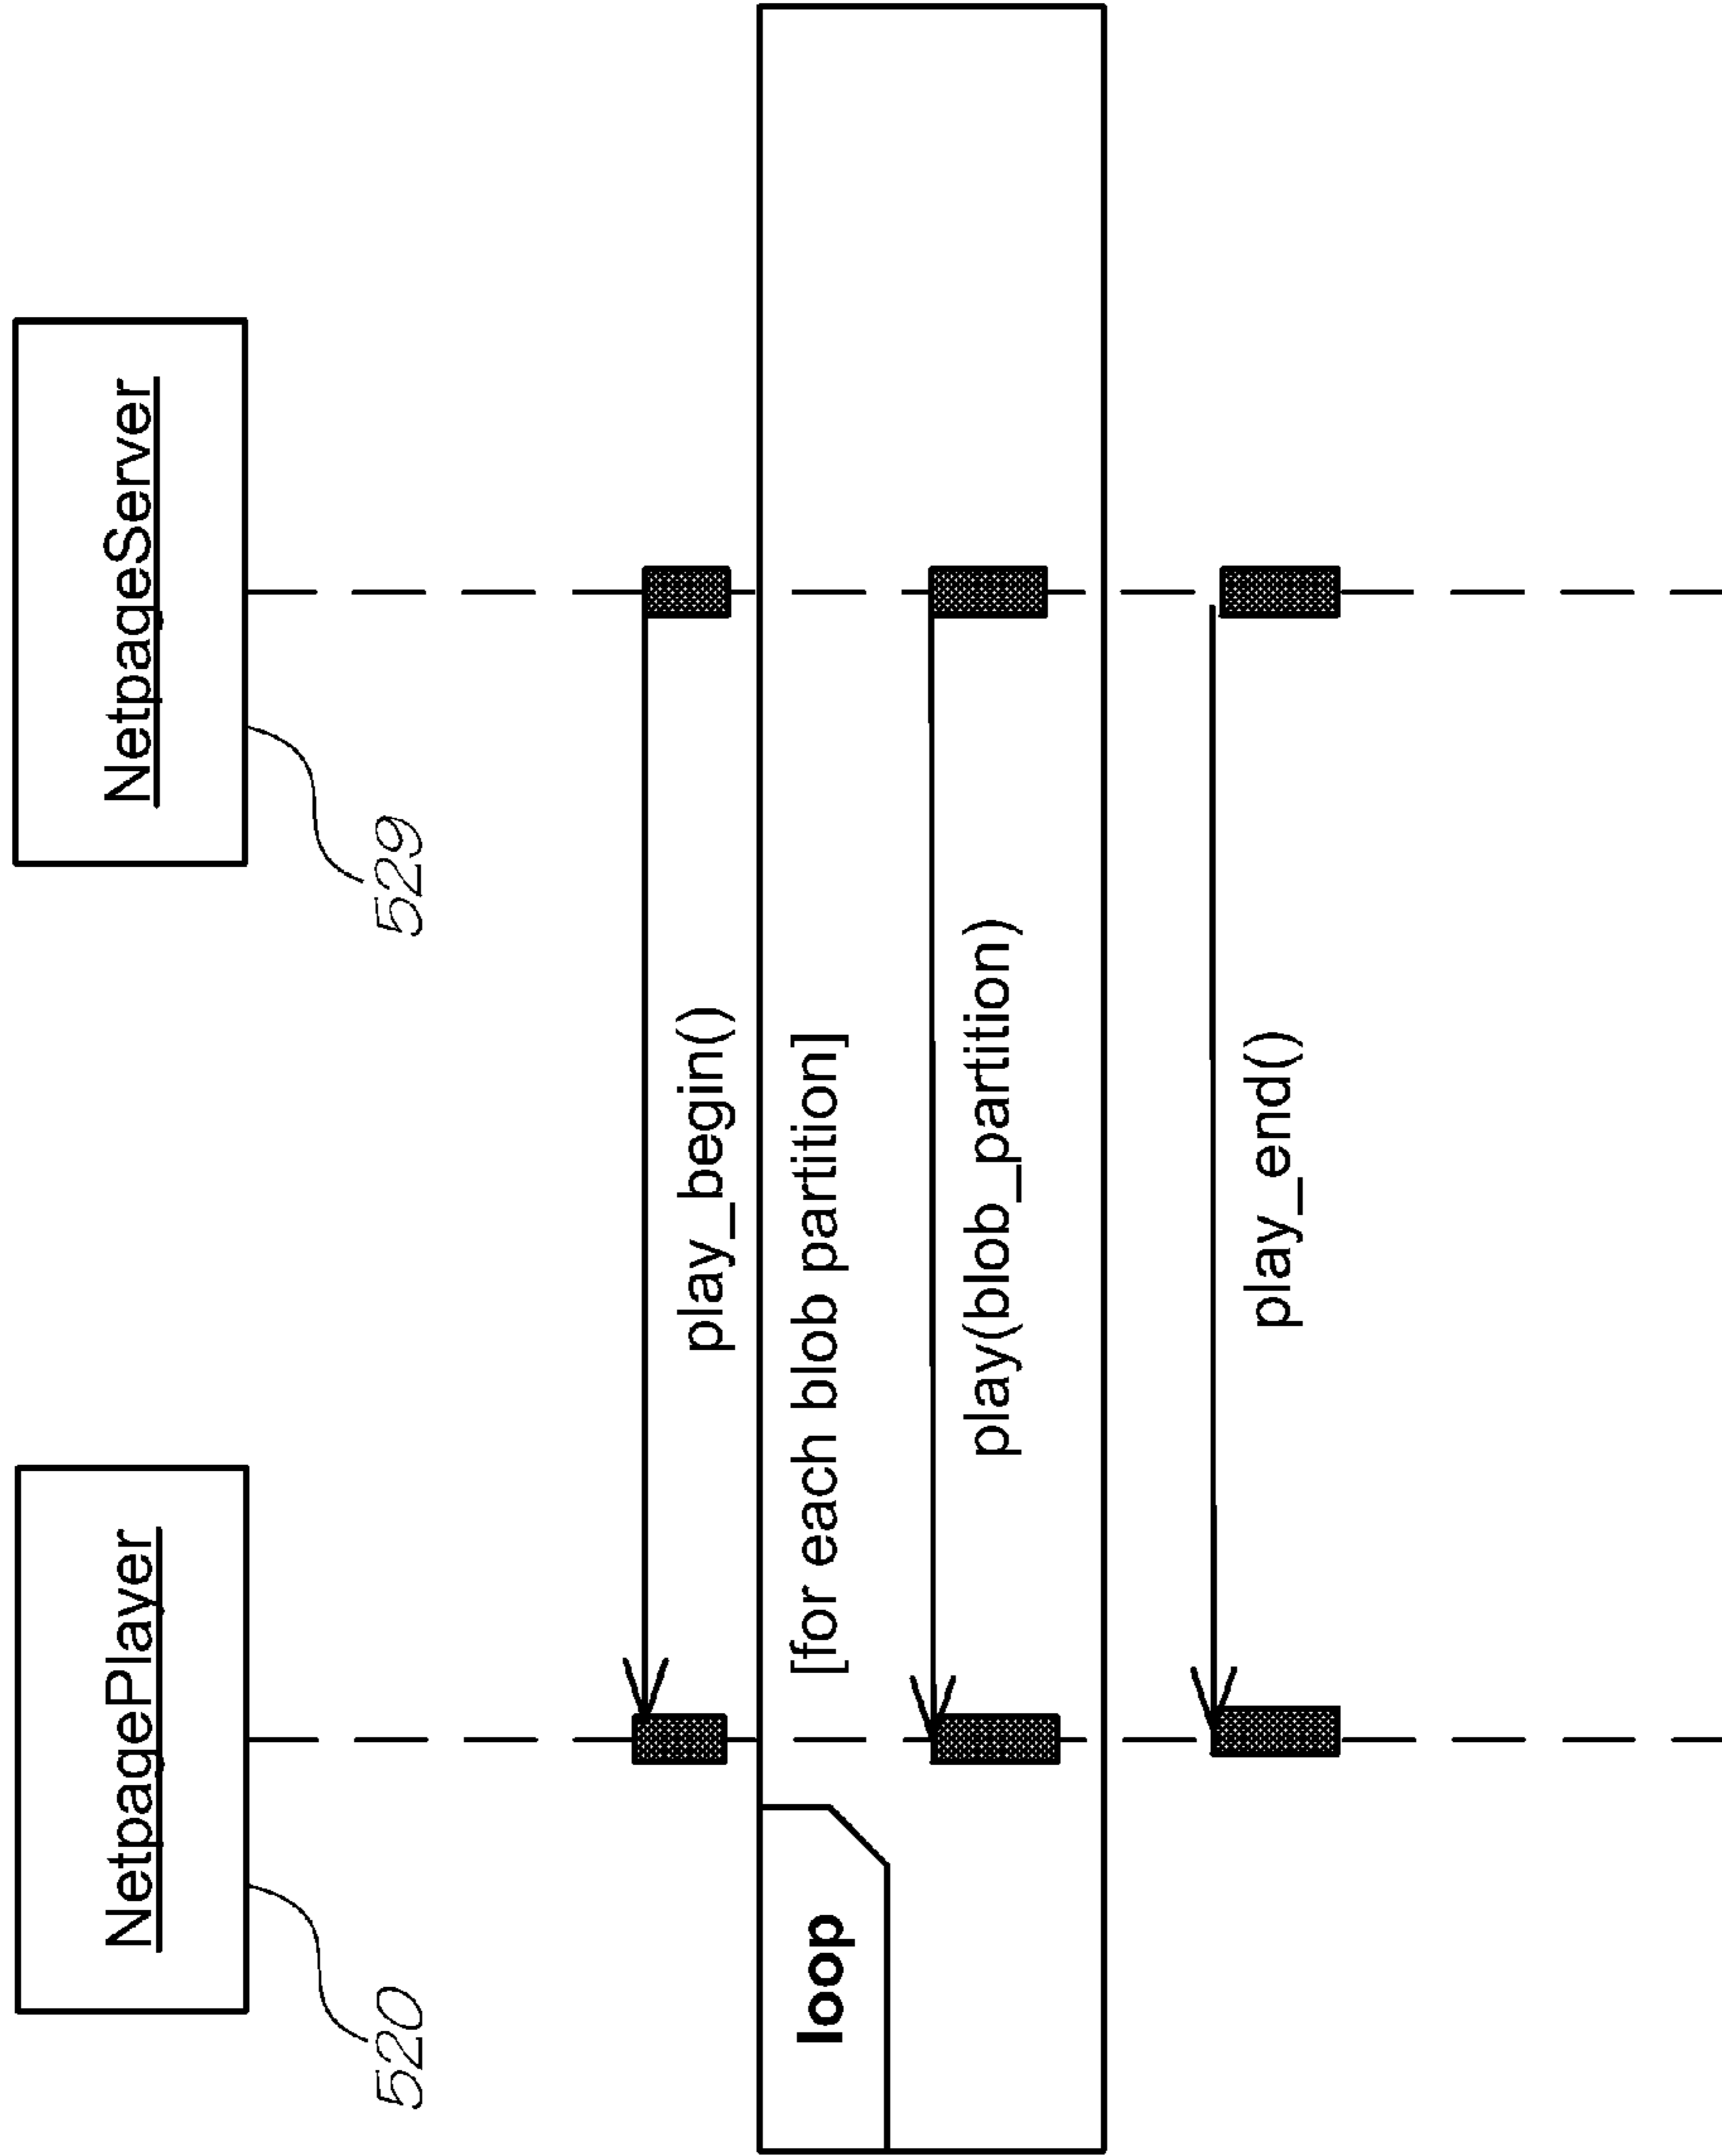 NetpagePlayer
NetpageServer
520
529
play_begin()
loop
[for each blob partition]
play(blob_partition)
play_end()